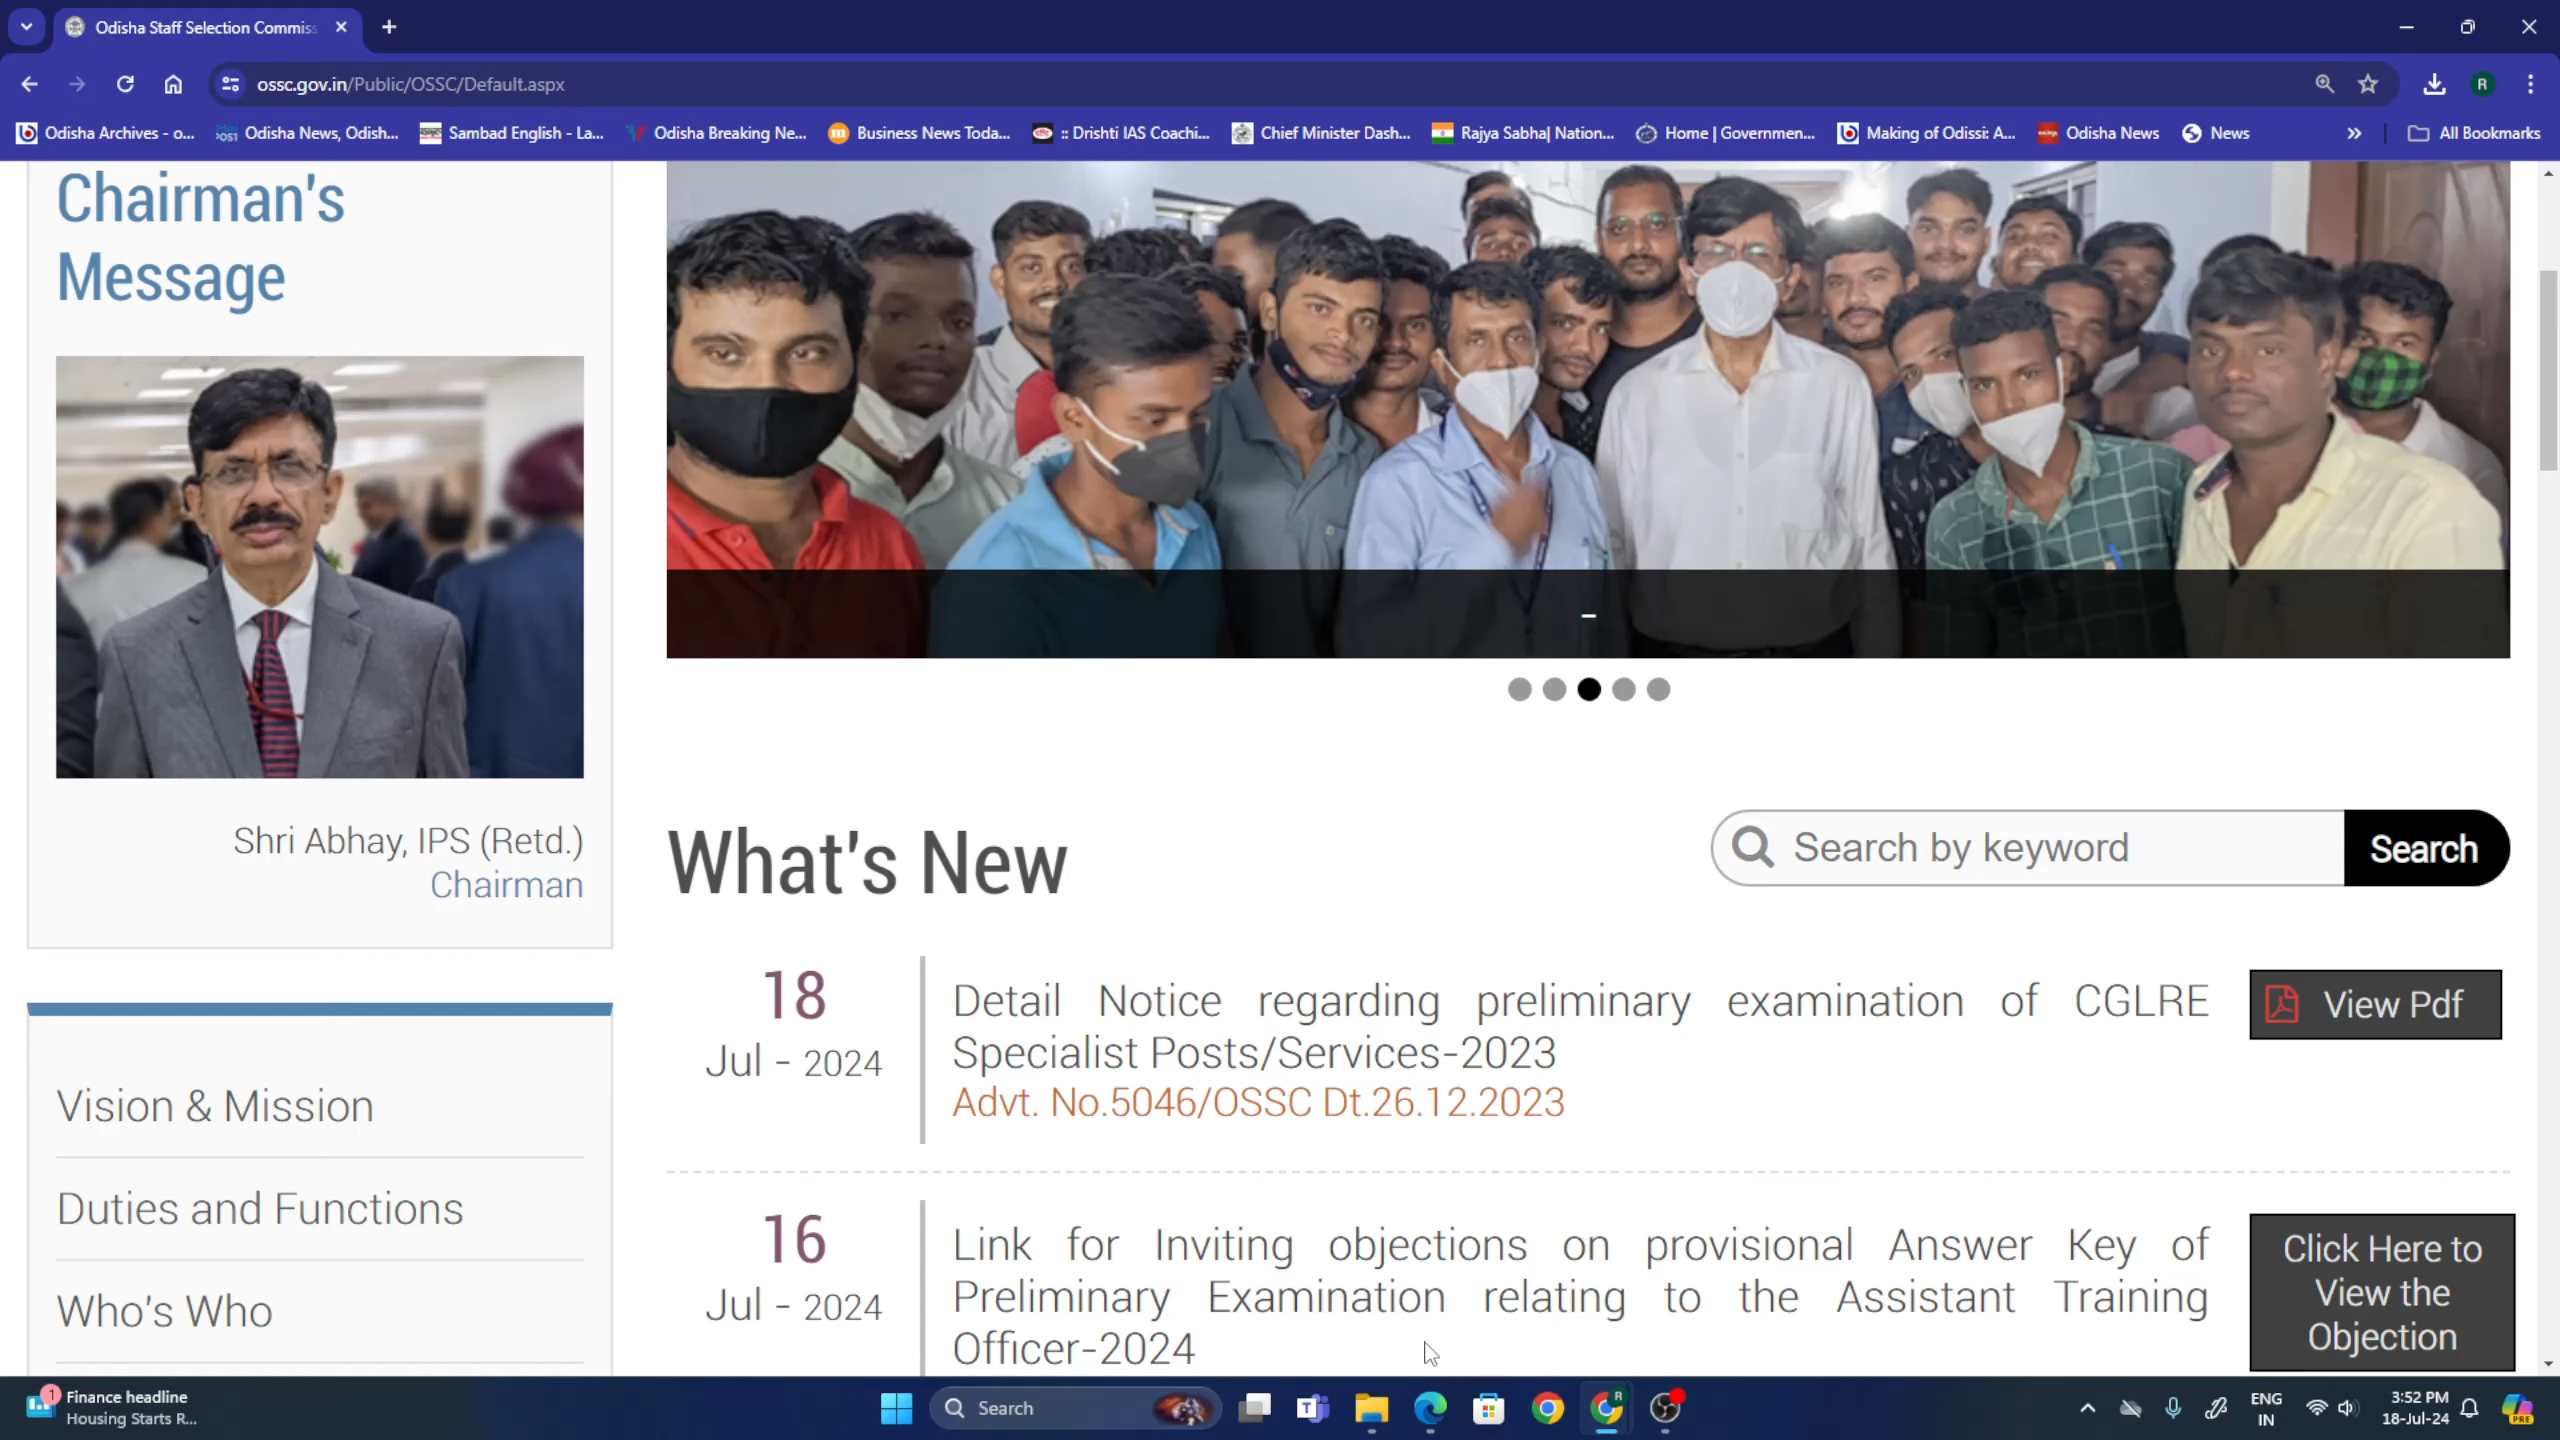 Odisha Staff Selection Commiss
ossc.gov.in/Public/OSSC/Default.aspx
R
Odisha Archives - o...
Odisha News, Odish...
Sambad English - La...
Odisha Breaking Ne...
Business News Toda...
:: Drishti IAS Coachi...
Chief Minister Dash...
Rajya Sabha| Nation...
Home | Governmen...
Making of Odissi: A...
Odisha News
News
All Bookmarks
Chairman's
Message
Shri Abhay, IPS (Retd.)
Chairman
Vision & Mission
Duties and Functions
Who's Who
What's New
Search by keyword
Search
18
Jul - 2024
Detail Notice regarding preliminary examination of CGLRE
Specialist Posts/Services-2023
Advt. No.5046/OSSC Dt.26.12.2023
View Pdf
16
Jul - 2024
Link for Inviting objections on provisional Answer Key of
Preliminary Examination relating to the Assistant Training
Officer-2024
Click Here to
View the
Objection
1
Finance headline
Housing Starts R...
Search
R
ENG
IN
3:52 PM
18-Jul-24
PRE